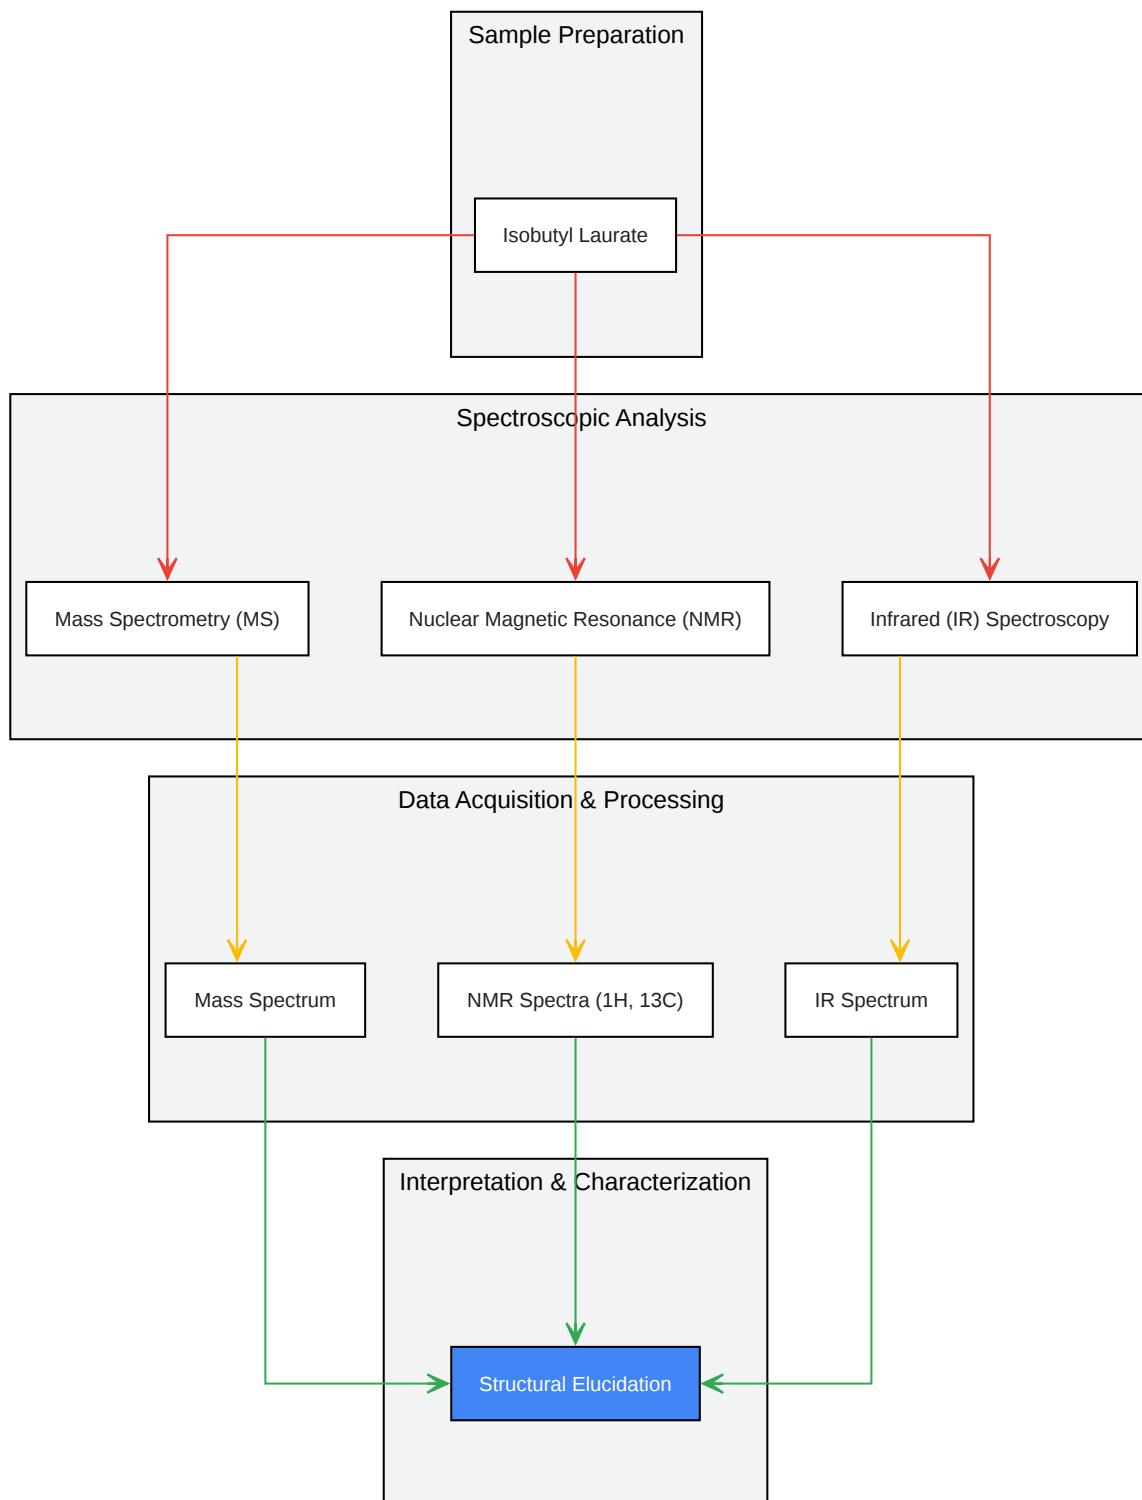 Sample Preparation
Isobutyl Laurate
Spectroscopic Analysis
Mass Spectrometry (MS)
Nuclear Magnetic Resonance (NMR)
Infrared (IR) Spectroscopy
Data Acquisition & Processing
Mass Spectrum
NMR Spectra (1H, 13C)
IR Spectrum
Interpretation & Characterization
Structural Elucidation